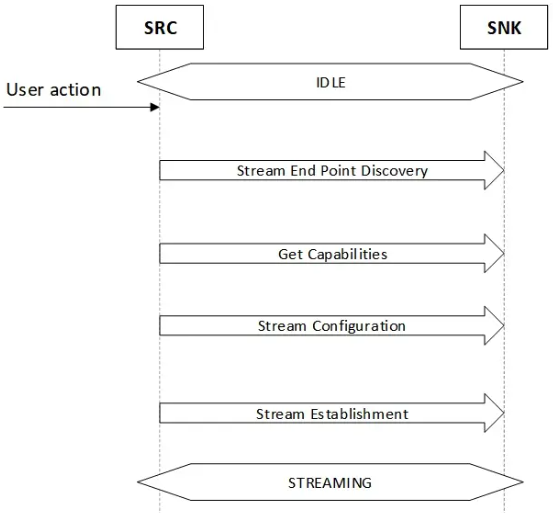 SRC SNK
IDLE
User action
Stream End Point Discovery
Get Capabilities
Stream Configuration
Stream Establishment
STREAMING